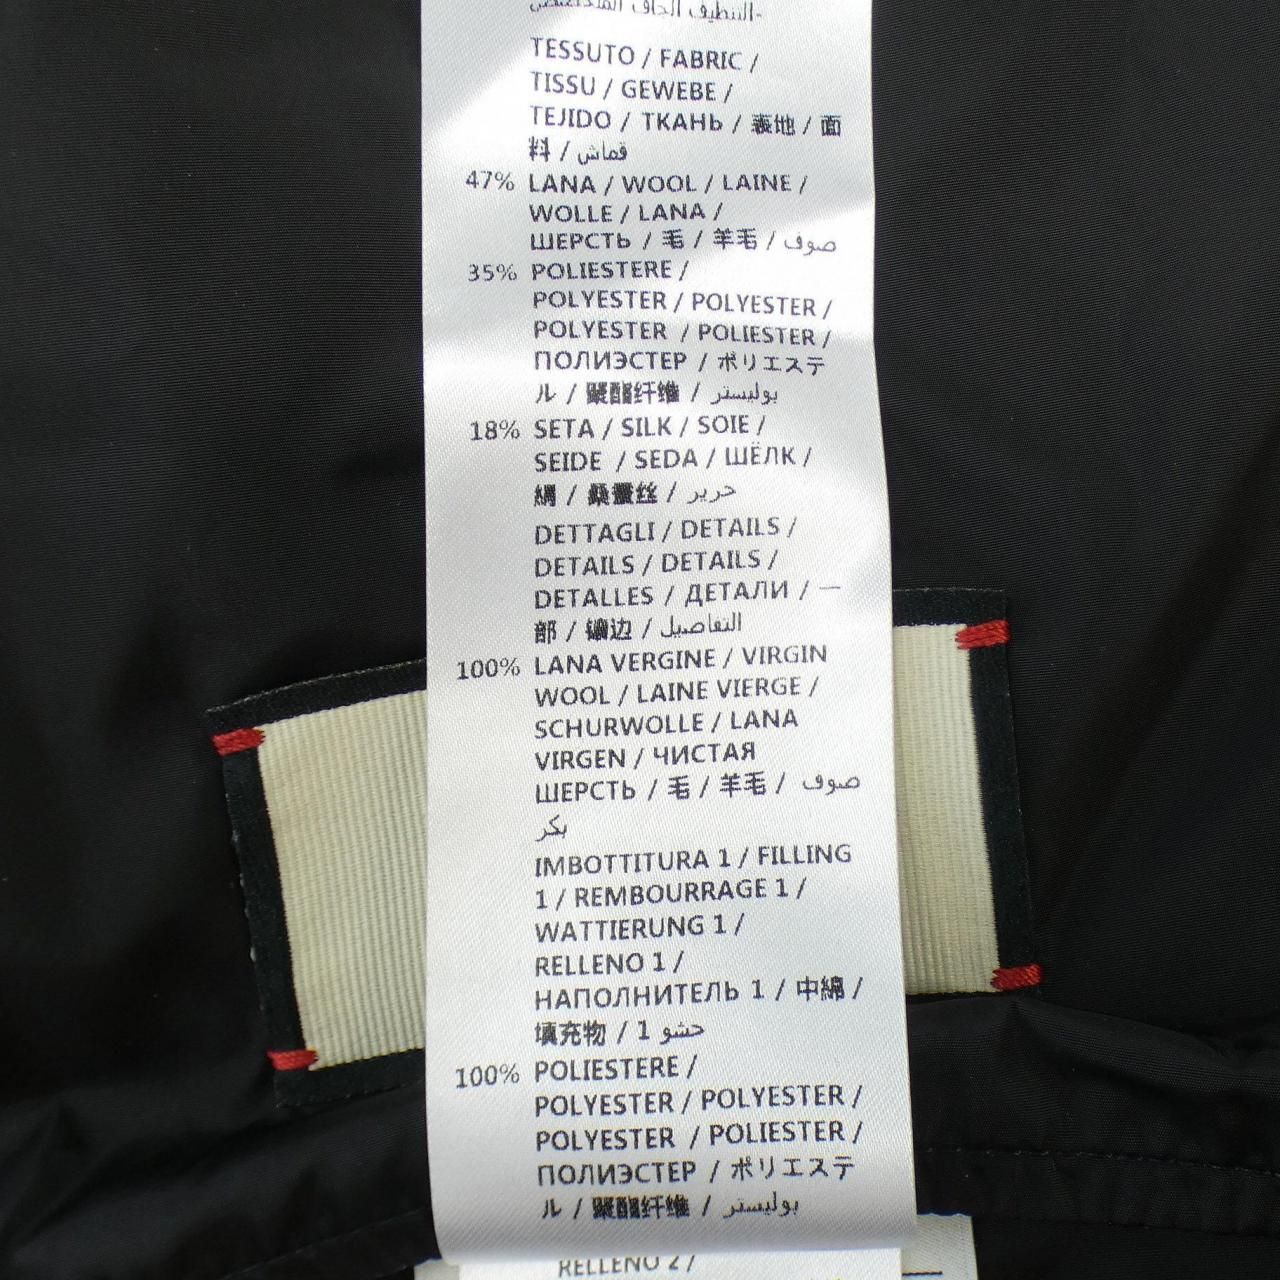 -التنظيف الجاف المتخصص
TESSUTO / FABRIC /
TISSU / GEWEBE /
TEJIDO / ТКАНЬ / 表地 / 面
料 / قماش
47% LANA / WOOL / LAINE /
WOLLE / LANA /
ШЕРСТЬ / 毛 / 羊毛 / صوف
35% POLIESTERE /
POLYESTER / POLYESTER /
POLYESTER / POLIESTER /
ПОЛИЭСТЕР / ポリエステ
ル / 聚酯纤维 / بوليستر
18% SETA / SILK / SOIE /
SEIDE / SEDA / ШЁЛК /
絹 / 桑蚕丝 / حرير
DETTAGLI / DETAILS /
DETAILS / DETAILS /
DETALLES / ДЕТАЛИ / 一
部 / 镶边 / التفاصيل
100% LANA VERGINE / VIRGIN
WOOL / LAINE VIERGE /
SCHURWOLLE / LANA
VIRGEN / ЧИСТАЯ
ШЕРСТЬ / 毛 / 羊毛 / صوف
بكر
IMBOTTITURA 1 / FILLING
1 / REMBOURRAGE 1 /
WATTIERUNG 1 /
RELLENO 1 /
НАПОЛНИТЕЛЬ 1 / 中綿 /
填充物 / حشو 1
100% POLIESTERE /
POLYESTER / POLYESTER /
POLYESTER / POLIESTER /
ПОЛИЭСТЕР / ポリエステ
ル / 聚酯纤维 / بوليستر
RELLENO 2 /